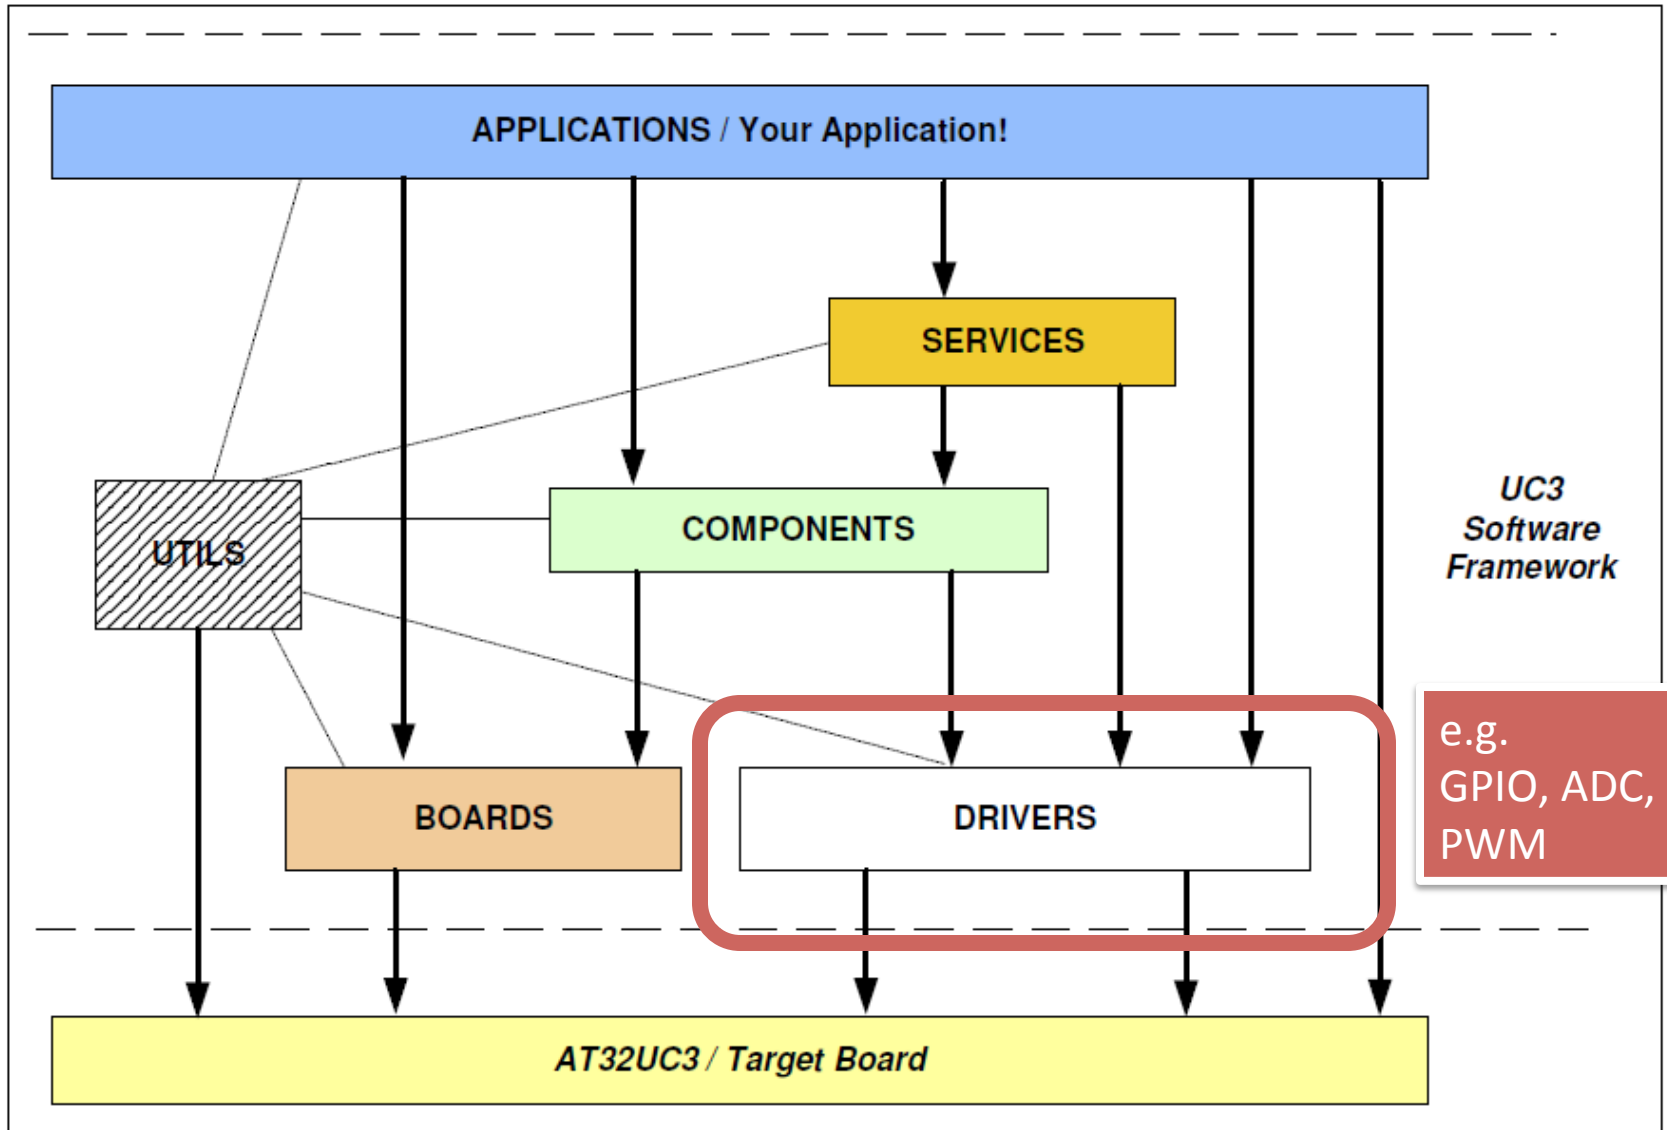 APPLICATIONS / Your Application!
SERVICES
COMPONENTS
UTILS
UC3
Software
Framework
BOARDS
DRIVERS
e.g.
GPIO, ADC,
PWM
AT32UC3 / Target Board